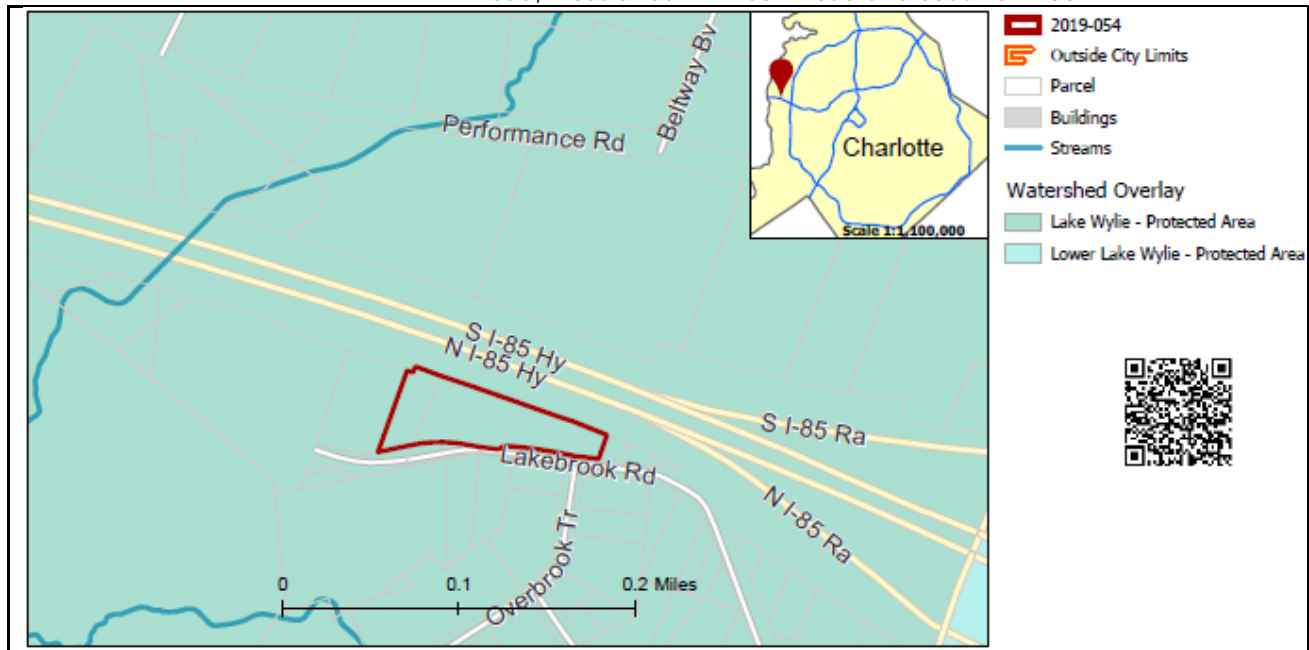 Beltway Bv
Performance Rd
Charlotte
Scale 1:1,100,000
S I-85 Hy
N I-85 Hy
S I-85 Ra
Lakebrook Rd
N I-85 Ra
Overbrook Tr
0 0.1 0.2 Miles
2019-054
Outside City Limits
Parcel
Buildings
Streams
Watershed Overlay
Lake Wylie - Protected Area
Lower Lake Wylie - Protected Area